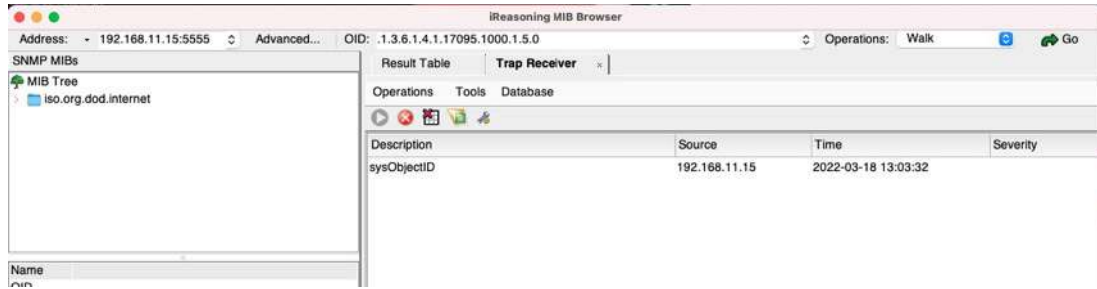 iReasoning MIB Browser
Address: 192.168.11.15:5555 Advanced... OID: .1.3.6.1.4.1.17095.1000.1.5.0 Operations: Walk Go
SNMP MIBs
Result Table Trap Receiver ×
MIB Tree
iso.org.dod.internet
Operations Tools Database
Description Source Time Severity
sysObjectID 192.168.11.15 2022-03-18 13:03:32
Name
OID